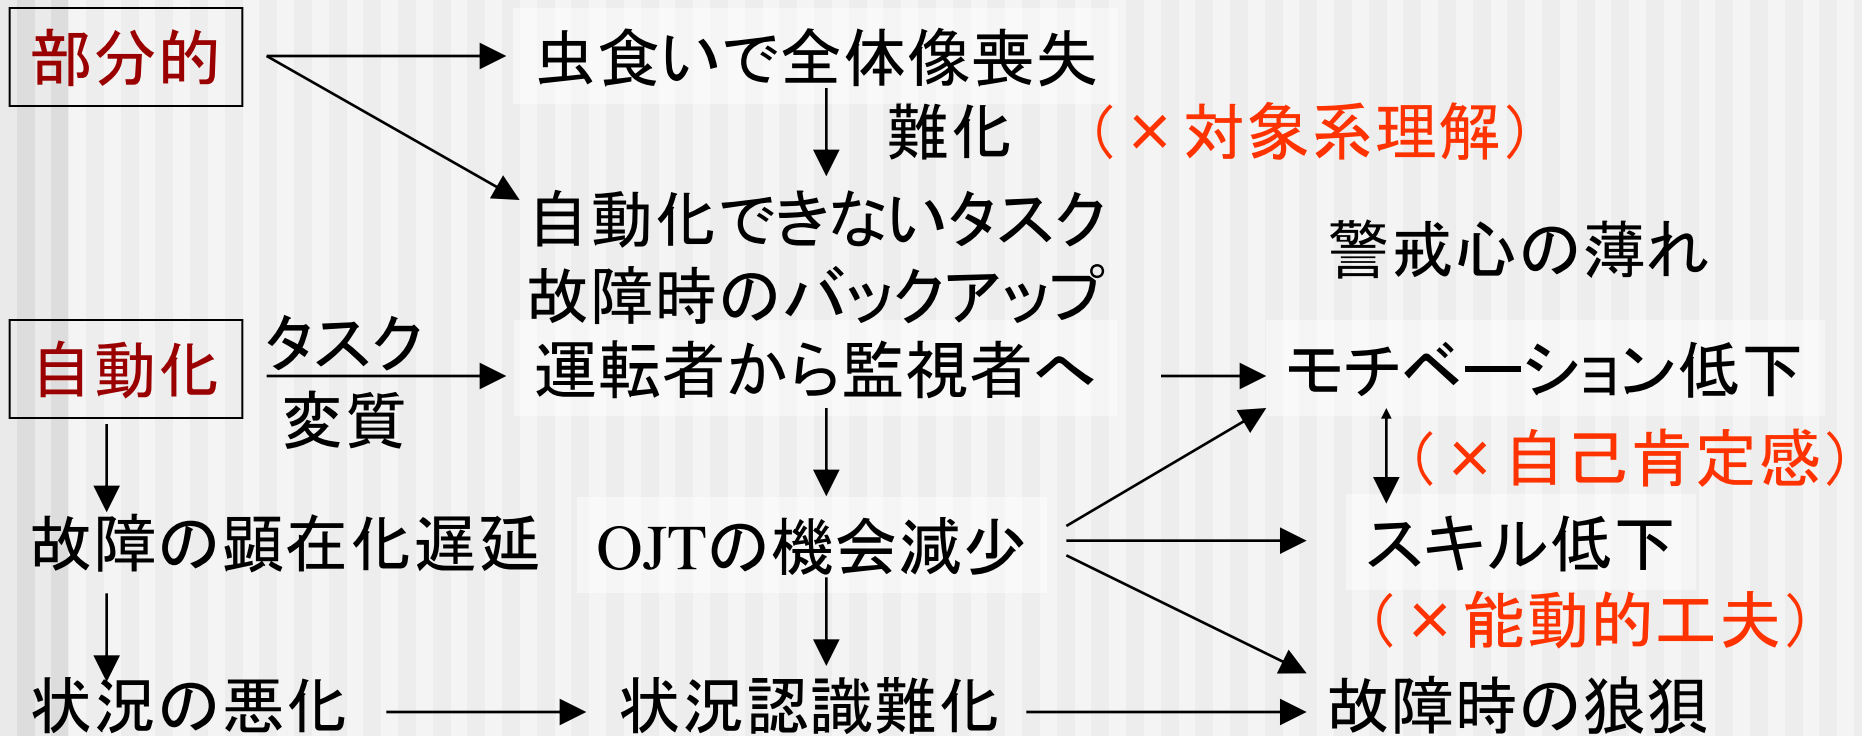 部分的
虫食いで全体像喪失
難化
（×対象系理解）
自動化できないタスク
故障時のバックアップ
警戒心の薄れ
自動化
タスク
変質
運転者から監視者へ
モチベーション低下
（×自己肯定感）
故障の顕在化遅延
OJTの機会減少
スキル低下
（×能動的工夫）
状況の悪化
状況認識難化
故障時の狼狽